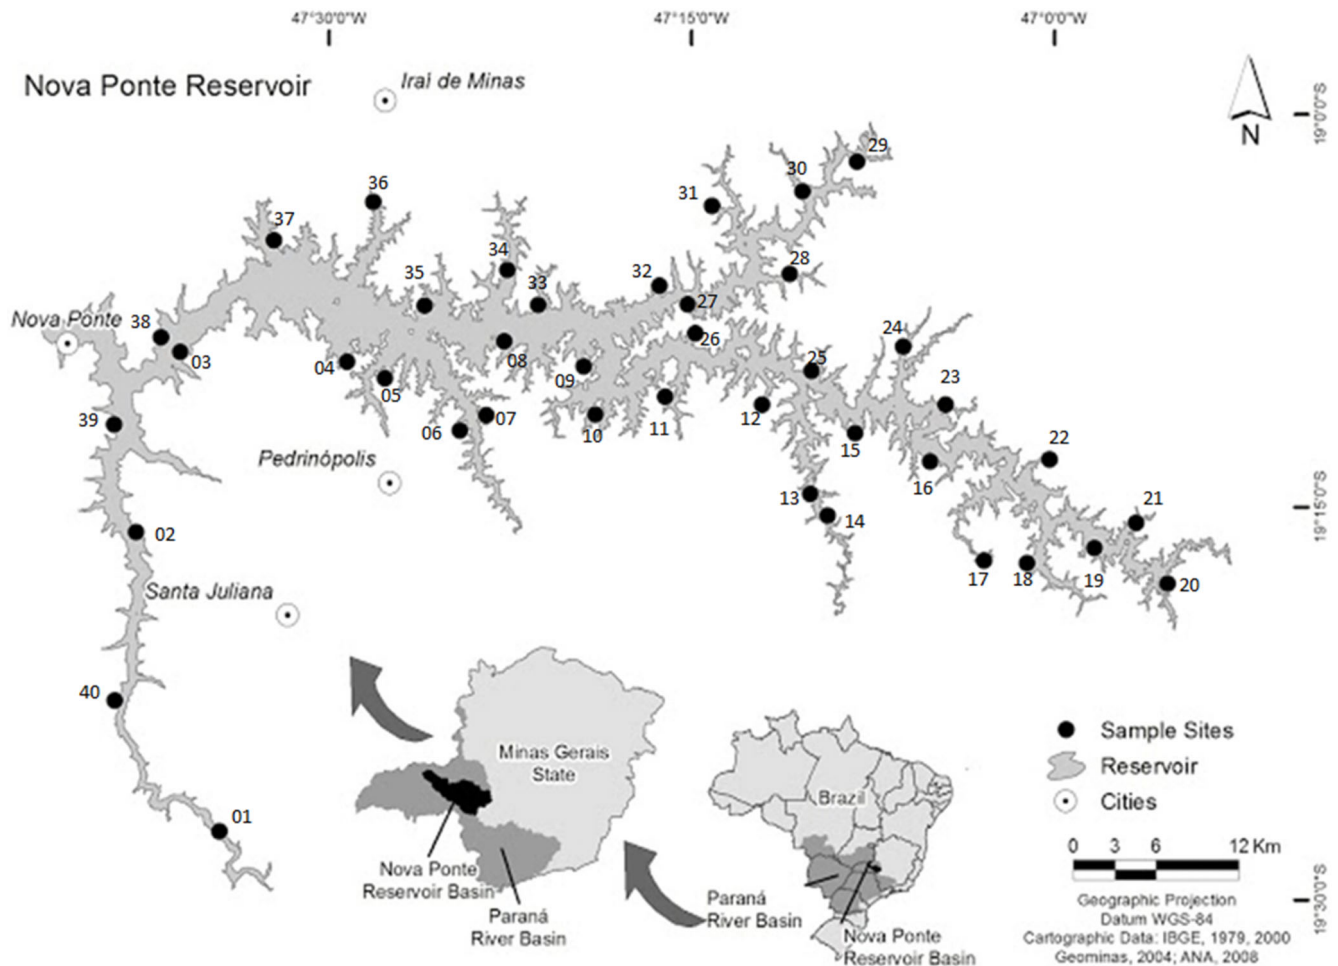 47°30'0"W
47°15'0"W
47°0'0"W
Nova Ponte Reservoir
Iraí de Minas
19°0'0"S
N
29
30
31
36
37
34
28
35
32
33
27
Nova Ponte
38
26
24
03
08
25
04
09
23
05
39
07
12
06
10
11
15
22
Pedrinópolis
16
21
13
19°15'0"S
14
02
17
18
19
20
Santa Juliana
40
01
Minas Gerais
State
Brazil
Nova Ponte
Reservoir Basin
Paraná
River Basin
Paraná
River Basin
Nova Ponte
Reservoir Basin
Sample Sites
Reservoir
Cities
0 3 6 12 Km
Geographic Projection
Datum WGS-84
Cartographic Data: IBGE, 1979, 2000
Geominas, 2004; ANA, 2008
19°30'0"S